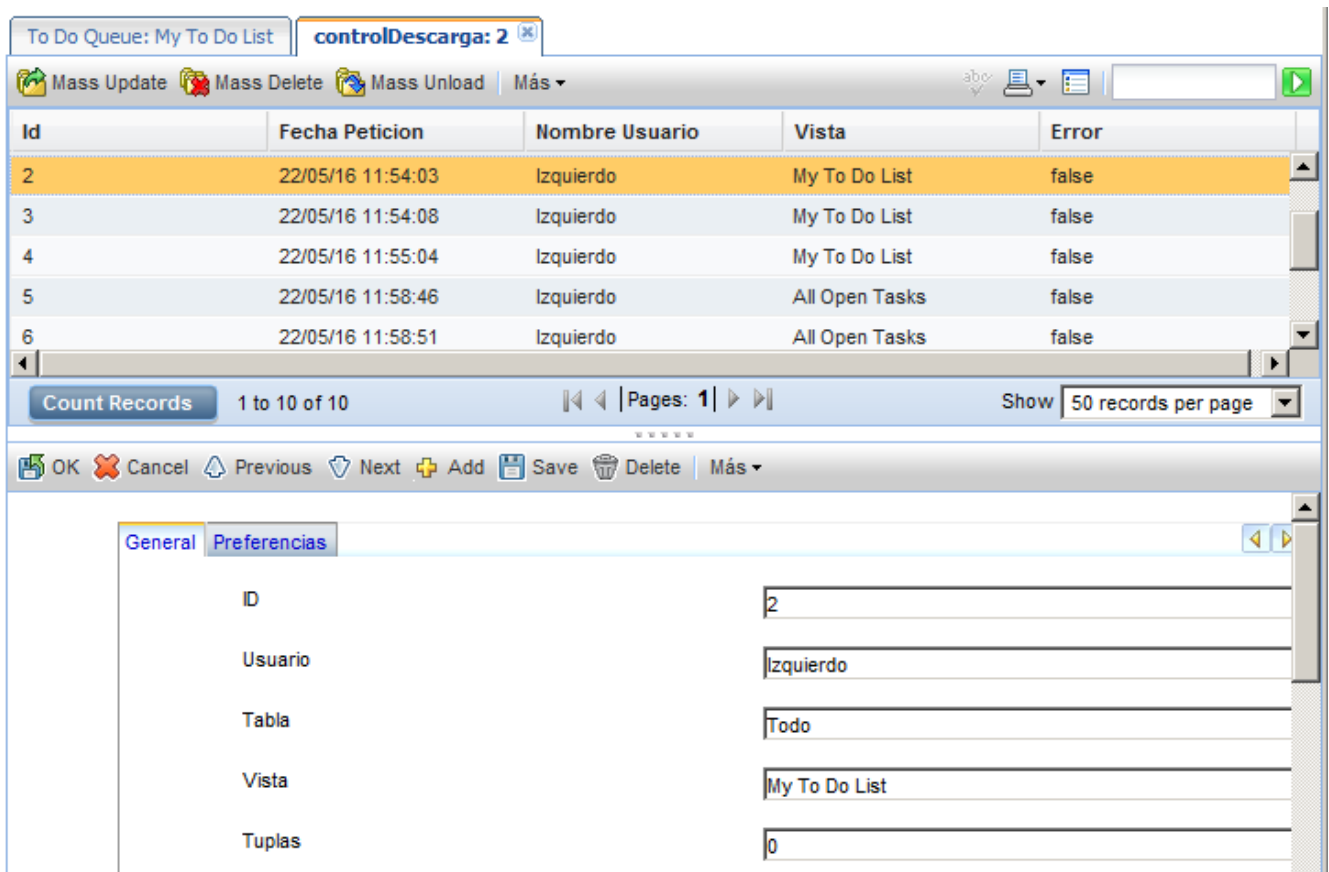 To Do Queue: My To Do List controlDescarga: 2
Mass Update Mass Delete Mass Unload Más abc
Id Fecha Peticion Nombre Usuario Vista Error
2 22/05/16 11:54:03 Izquierdo My To Do List false
3 22/05/16 11:54:08 Izquierdo My To Do List false
4 22/05/16 11:55:04 Izquierdo My To Do List false
5 22/05/16 11:58:46 Izquierdo All Open Tasks false
6 22/05/16 11:58:51 Izquierdo All Open Tasks false
Count Records 1 to 10 of 10 Pages: 1 Show 50 records per page
OK Cancel Previous Next Add Save Delete Más
General Preferencias
ID 2
Usuario Izquierdo
Tabla Todo
Vista My To Do List
Tuplas 0